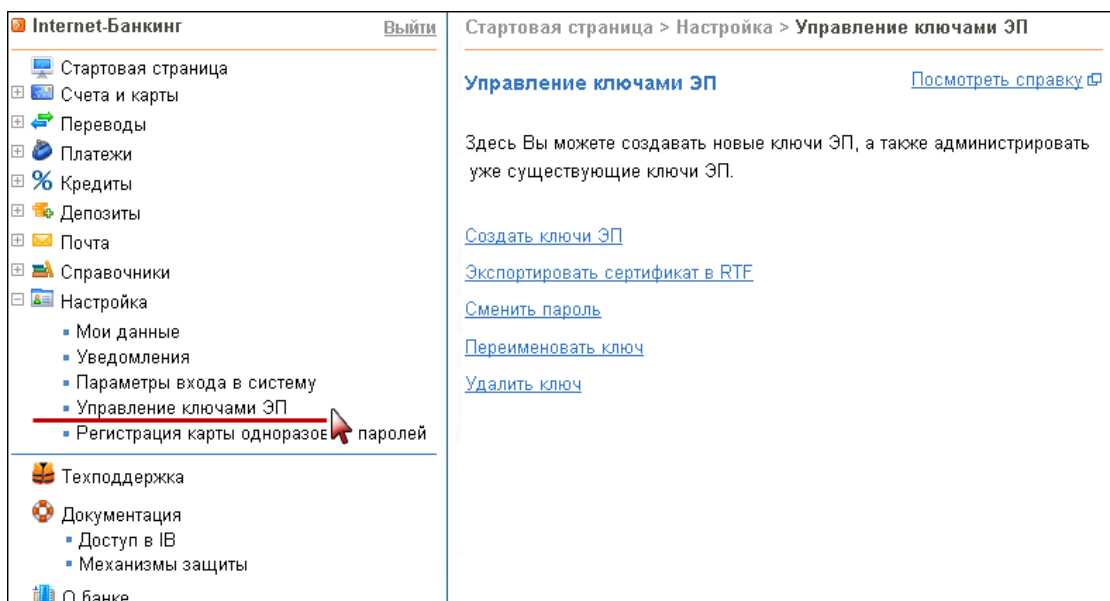 Internet-Банкинг
Выйти
Стартовая страница
Счета и карты
Переводы
Платежи
Кредиты
Депозиты
Почта
Справочники
Настройка
Мои данные
Уведомления
Параметры входа в систему
Управление ключами ЭП
Регистрация карты одноразов паролей
Техподдержка
Документация
Доступ в IB
Механизмы защиты
О банке
Стартовая страница > Настройка > Управление ключами ЭП
Управление ключами ЭП
Посмотреть справку
Здесь Вы можете создавать новые ключи ЭП, а также администрировать
уже существующие ключи ЭП.
Создать ключи ЭП
Экспортировать сертификат в RTF
Сменить пароль
Переименовать ключ
Удалить ключ